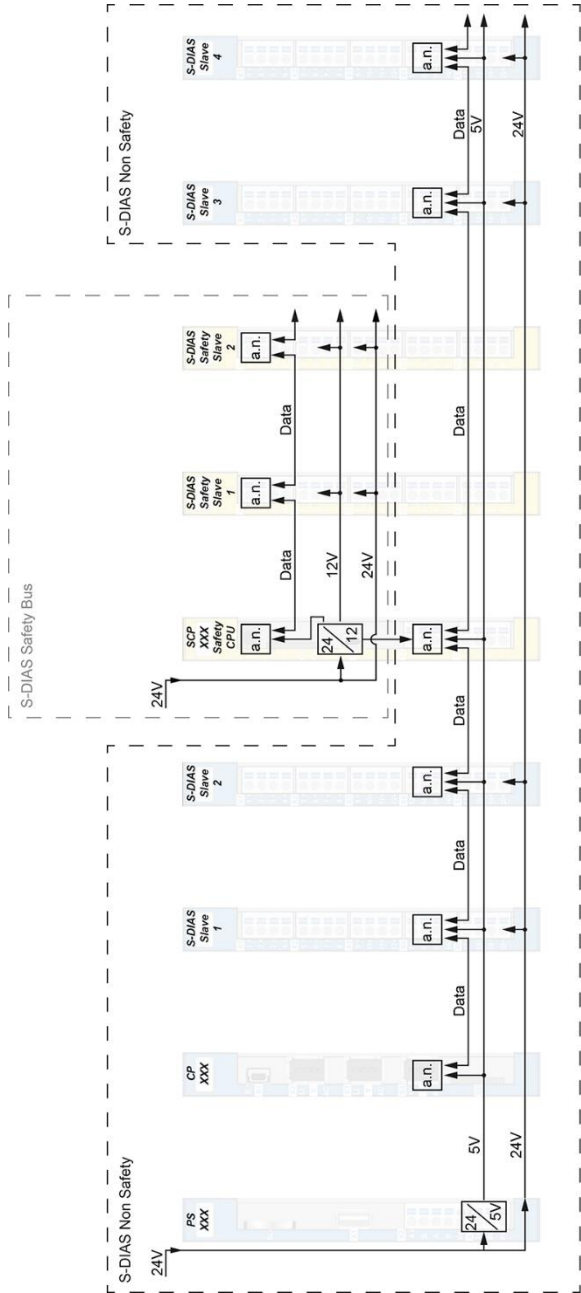 S-DIAS Safety Bus
S-DIAS Non Safety
S-DIAS Non Safety
24V
24V
PS
XXX
CP
XXX
S-DIAS
Slave
1
S-DIAS
Slave
2
SCP
XXX
Safety
CPU
S-DIAS
Safety
Slave
1
S-DIAS
Safety
Slave
2
S-DIAS
Slave
3
S-DIAS
Slave
4
a.n.
a.n.
a.n.
Data
Data
24
12
12V
24V
a.n.
a.n.
a.n.
a.n.
a.n.
a.n.
Data
Data
Data
Data
Data
24
5V
5V
5V
24V
24V